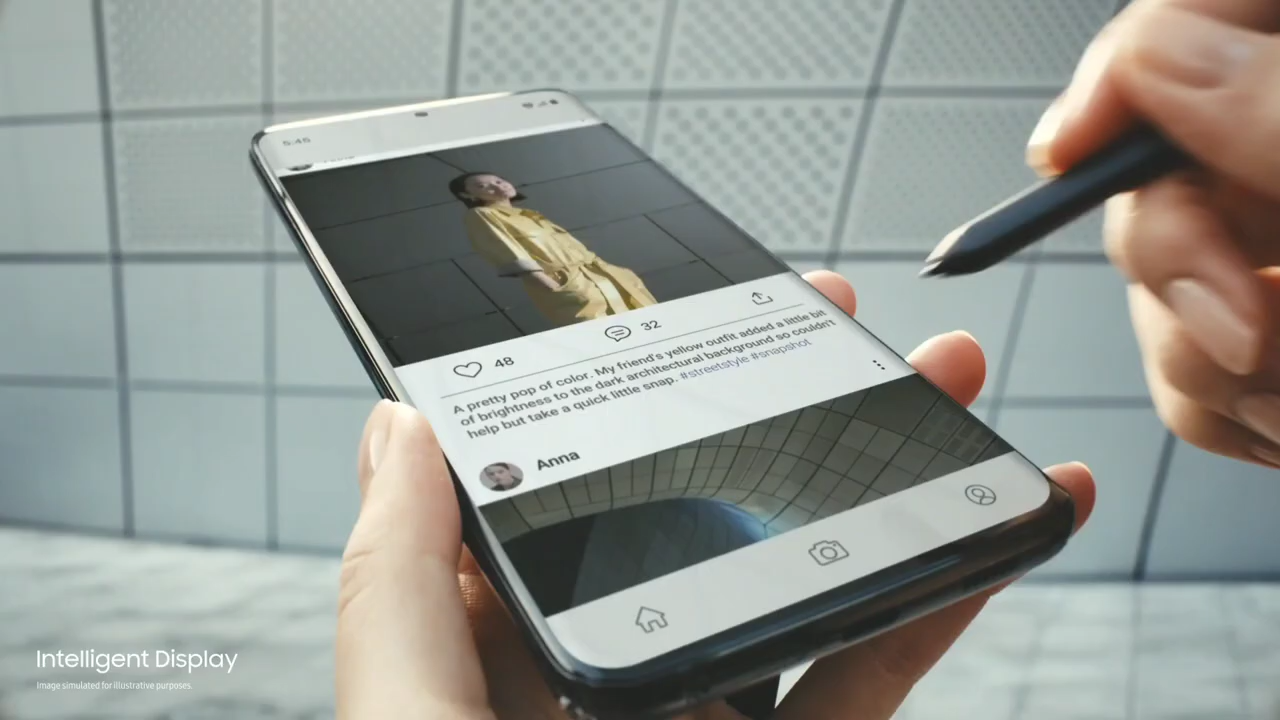 5:45
48
32
A pretty pop of color. My friend's yellow outfit added a little bit
of brightness to the dark architectural background so couldn't
help but take a quick little snap. #streetstyle #snapshot
Anna
Intelligent Display
Image simulated for illustrative purposes.